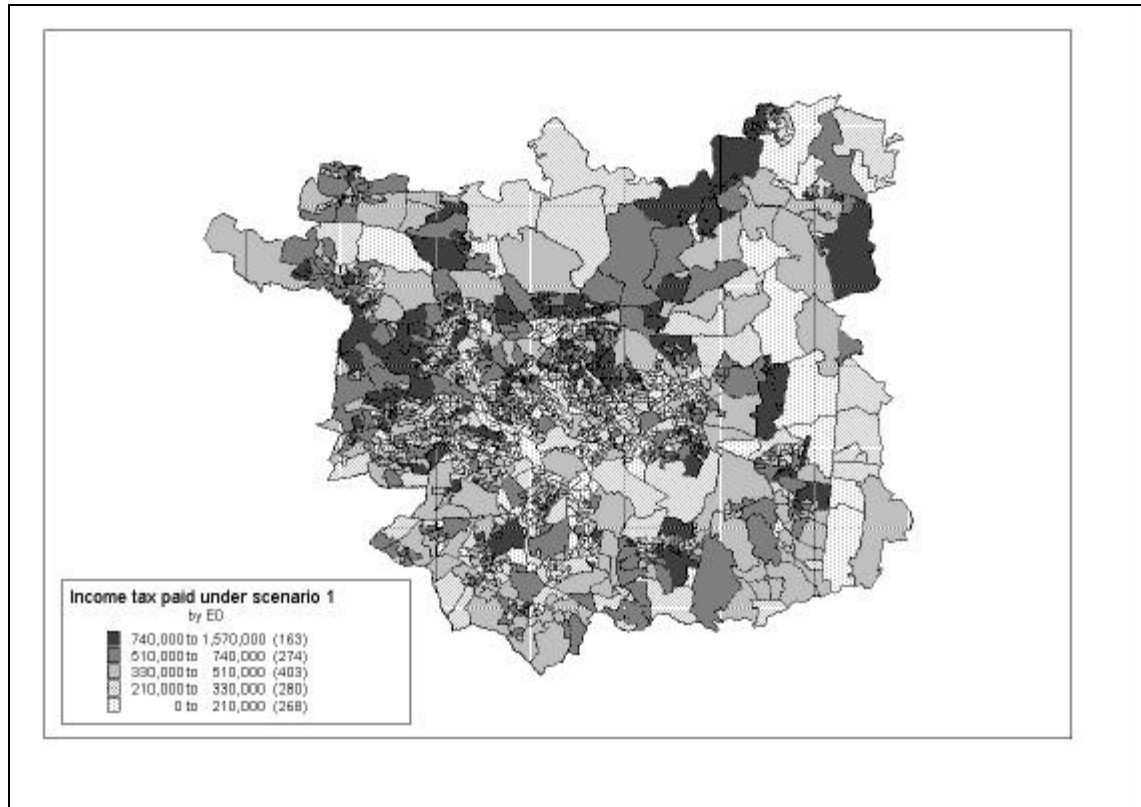 Income tax paid under scenario 1
by ED
740,000 to 1,570,000 (163)
510,000 to 740,000 (274)
330,000 to 510,000 (403)
210,000 to 330,000 (280)
0 to 210,000 (268)